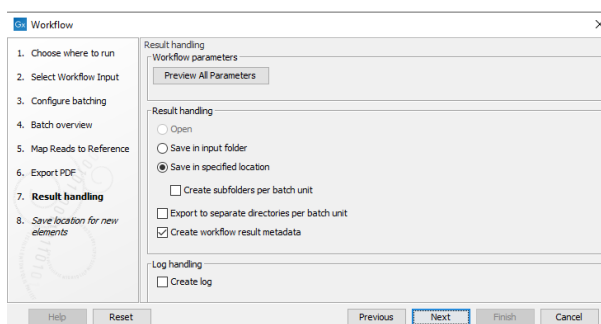 Gx Workflow
1. Choose where to run
2. Select Workflow Input
3. Configure batching
4. Batch overview
5. Map Reads to Reference
6. Export PDF
7. Result handling
8. Save location for new
elements
Result handling
Workflow parameters
Preview All Parameters
Result handling
Open
Save in input folder
Save in specified location
Create subfolders per batch unit
Export to separate directories per batch unit
Create workflow result metadata
Log handling
Create log
Help Reset Previous Next Finish Cancel